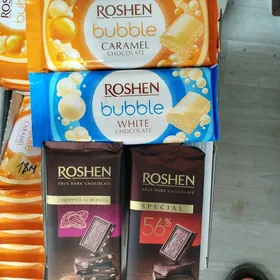 ROSHEN
bubble
CARAMEL
CHOCOLATE
ROSHEN
bubble
WHITE
CHOCOLATE
ROSHEN
TRUE DARK CHOCOLATE
CHOPPED ALMONDS
ROSHEN
TRUE DARK CHOCOLATE
SPECIAL
56%